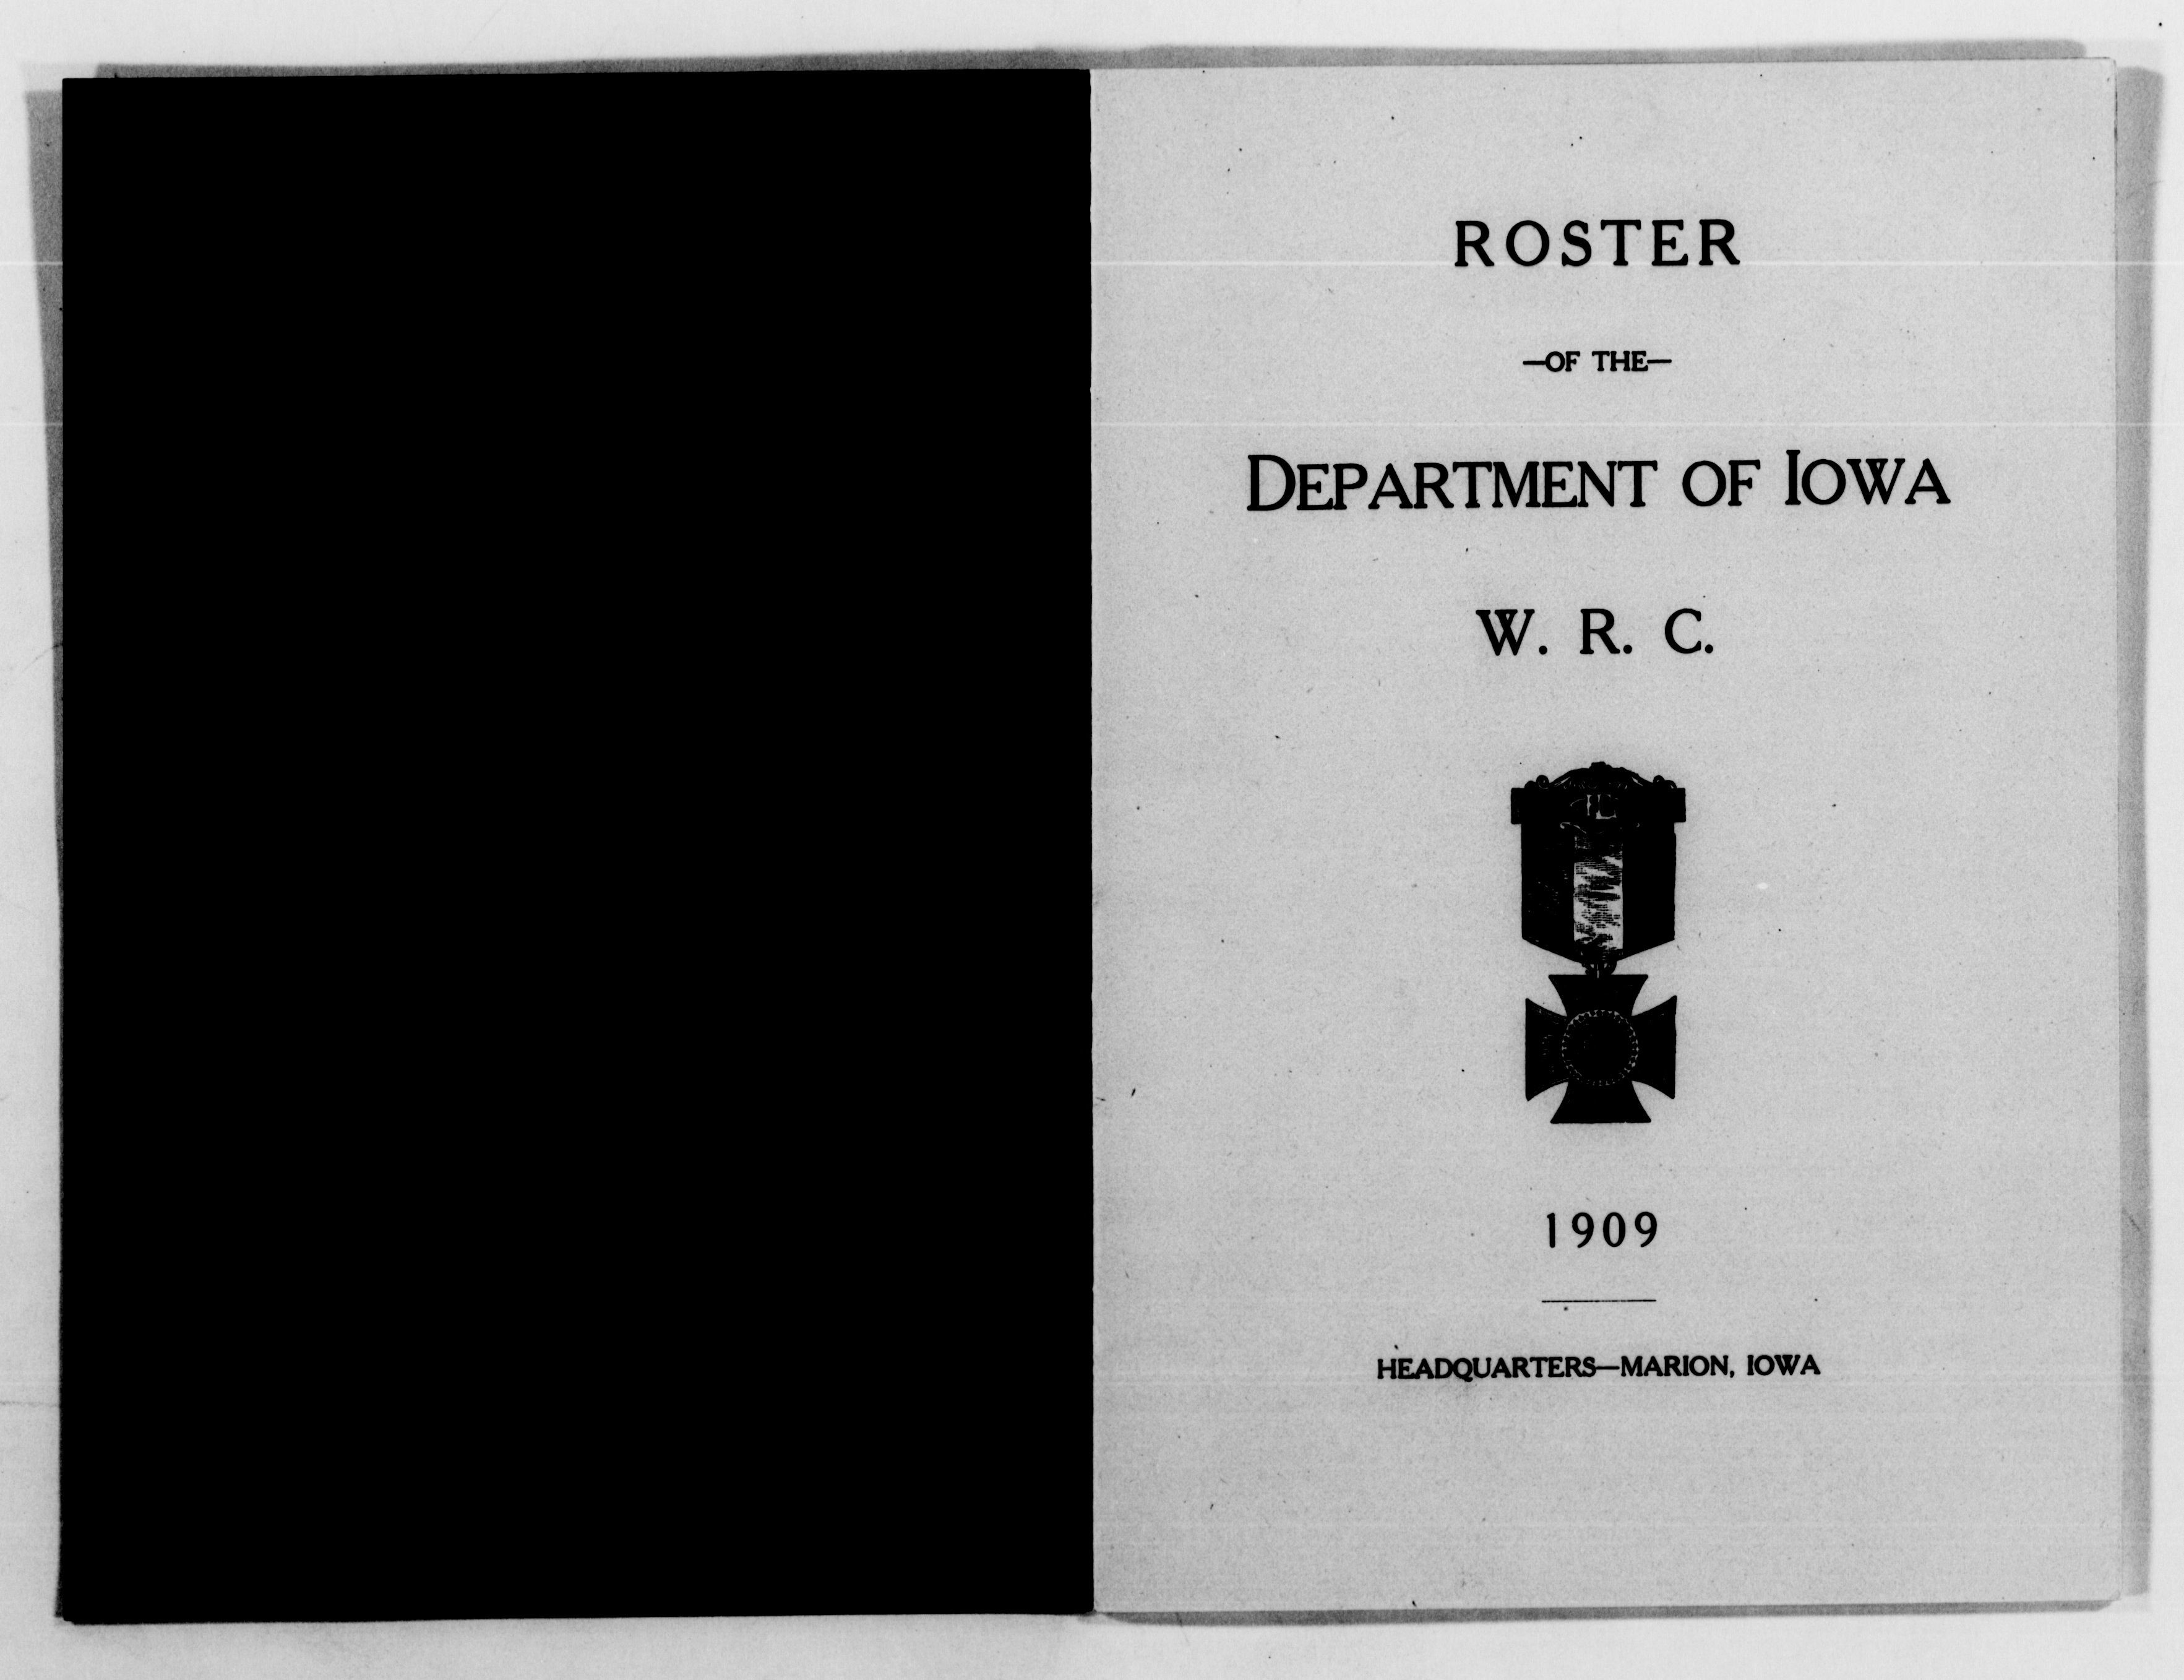 ROSTER
—OF THE—
DEPARTMENT OF IOWA
W. R. C.
1909
HEADQUARTERS—MARION, IOWA